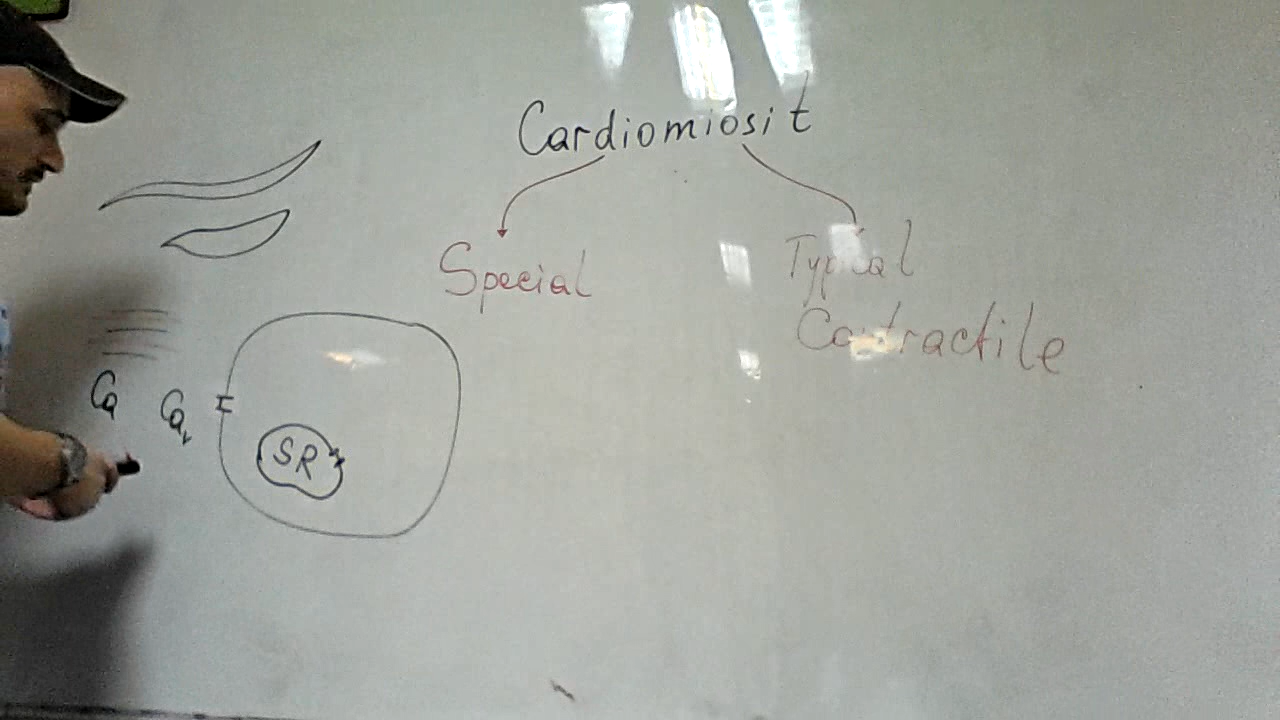 Cardiomiosit
Special
Typical
Contractile
Ca
Ca
SR